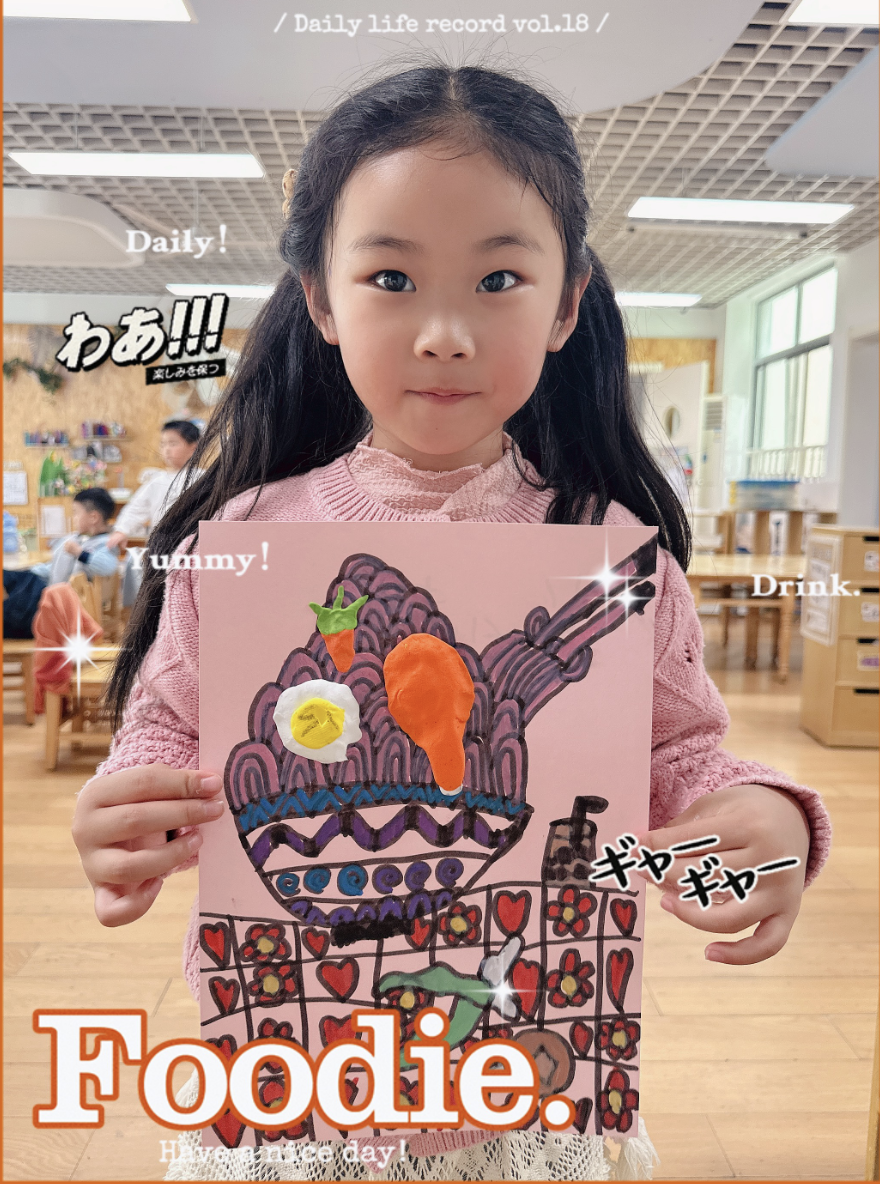 / Daily life record vol.18 /
Daily!
わあ!!!
楽しみを保つ
Yummy!
Drink.
ギャー
ギャー
Foodie.
Have a nice day!